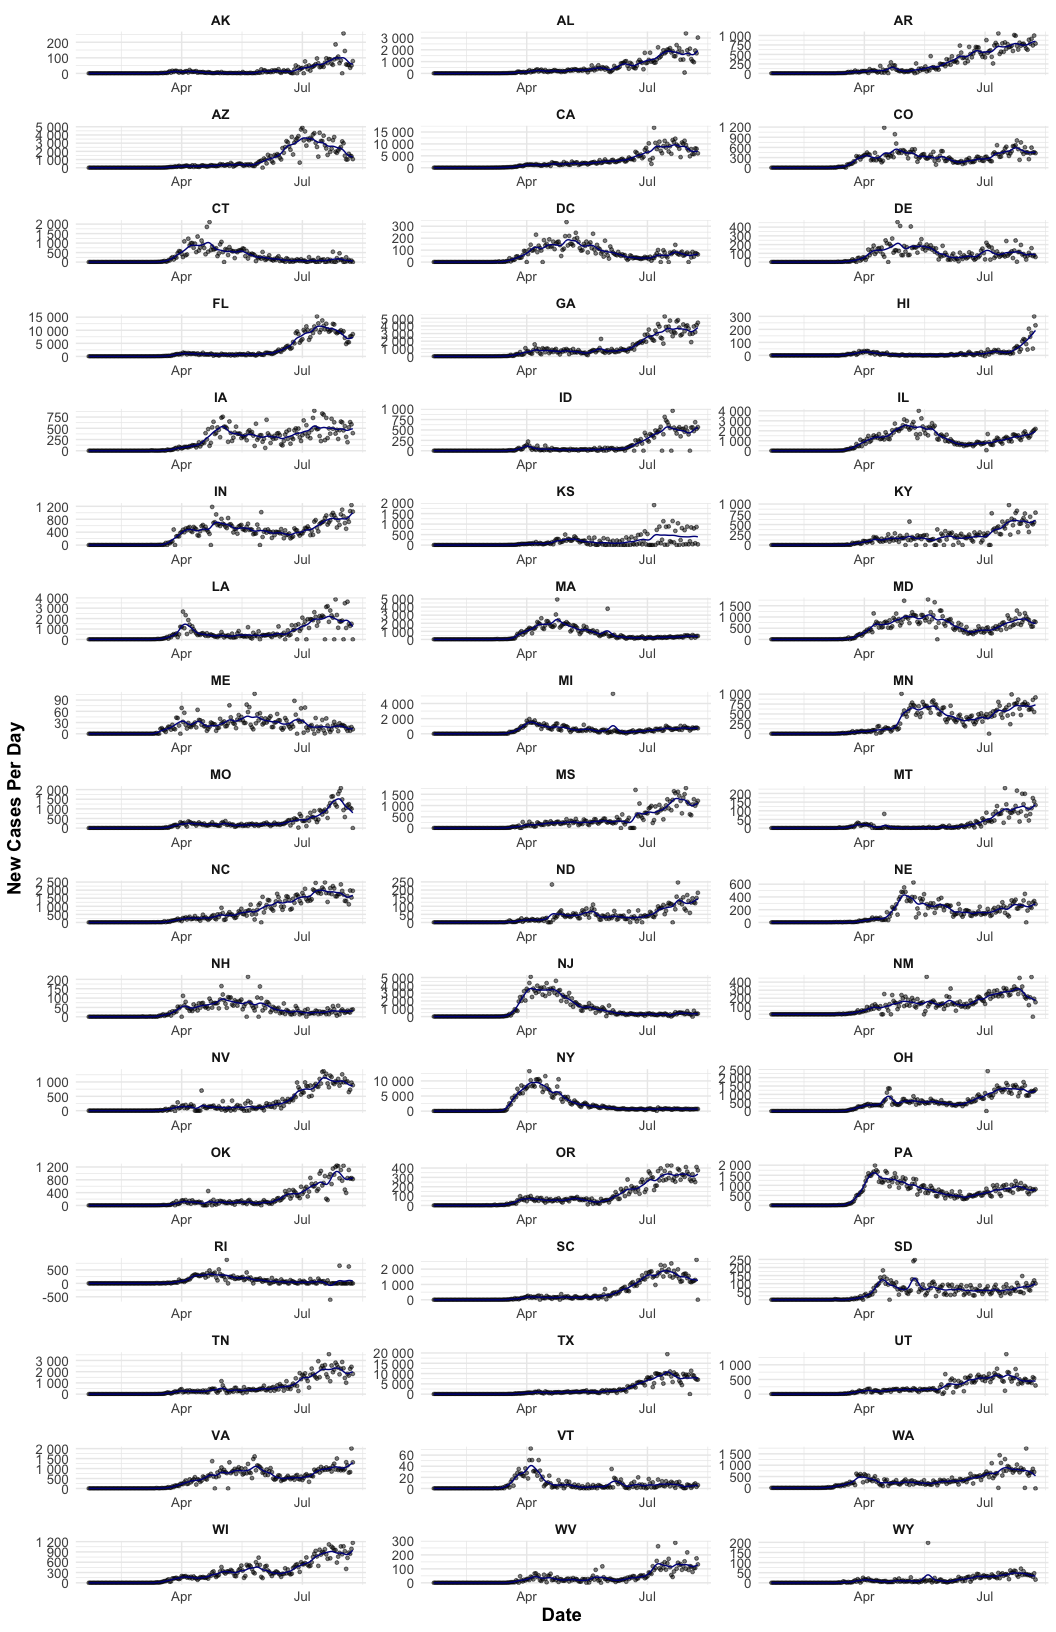 AK AL AR
200 100 0 3 000 2 000 1 000 0 1 000 750 500 250 0
Apr Jul Apr Jul Apr Jul
AZ CA CO
5 000 4 000 3 000 2 000 1 000 0 15 000 10 000 5 000 0 1 200 900 600 300 0
Apr Jul Apr Jul Apr Jul
CT DC DE
2 000 1 500 1 000 500 0 300 200 100 0 400 300 200 100 0
Apr Jul Apr Jul Apr Jul
FL GA HI
15 000 10 000 5 000 0 5 000 4 000 3 000 2 000 1 000 0 300 200 100 0
Apr Jul Apr Jul Apr Jul
IA ID IL
750 500 250 0 1 000 750 500 250 0 4 000 3 000 2 000 1 000 0
Apr Jul Apr Jul Apr Jul
IN KS KY
1 200 800 400 0 2 000 1 500 1 000 500 0 1 000 750 500 250 0
Apr Jul Apr Jul Apr Jul
LA MA MD
4 000 3 000 2 000 1 000 0 5 000 4 000 3 000 2 000 1 000 0 1 500 1 000 500 0
Apr Jul Apr Jul Apr Jul
ME MI MN
90 60 30 0 4 000 2 000 0 1 000 750 500 250 0
Apr Jul Apr Jul Apr Jul
New Cases Per Day
MO MS MT
2 000 1 500 1 000 500 0 1 500 1 000 500 0 200 150 100 50 0
Apr Jul Apr Jul Apr Jul
NC ND NE
2 500 2 000 1 500 1 000 500 0 250 200 150 100 50 0 600 400 200 0
Apr Jul Apr Jul Apr Jul
NH NJ NM
200 150 100 50 0 5 000 4 000 3 000 2 000 1 000 0 400 300 200 100 0
Apr Jul Apr Jul Apr Jul
NV NY OH
1 000 500 0 10 000 5 000 0 2 500 2 000 1 500 1 000 500 0
Apr Jul Apr Jul Apr Jul
OK OR PA
1 200 800 400 0 400 300 200 100 0 2 000 1 500 1 000 500 0
Apr Jul Apr Jul Apr Jul
RI SC SD
500 0 -500 2 000 1 000 0 250 200 150 100 50 0
Apr Jul Apr Jul Apr Jul
TN TX UT
3 000 2 000 1 000 0 20 000 15 000 10 000 5 000 0 1 000 500 0
Apr Jul Apr Jul Apr Jul
VA VT WA
2 000 1 500 1 000 500 0 60 40 20 0 1 500 1 000 500 0
Apr Jul Apr Jul Apr Jul
WI WV WY
1 200 900 600 300 0 300 200 100 0 200 150 100 50 0
Apr Jul Apr Jul Apr Jul
Date